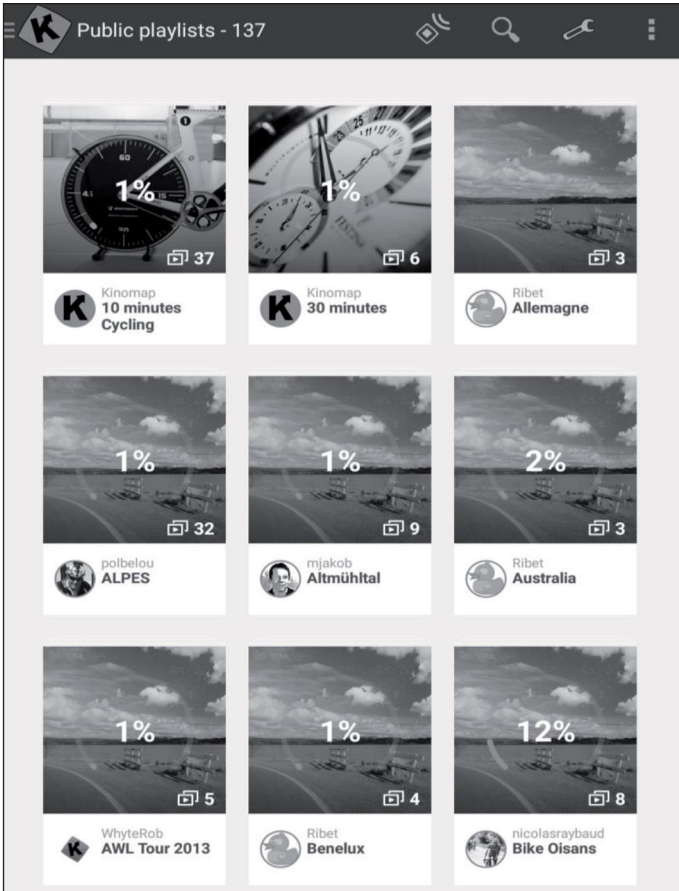 Public playlists - 137
1%
37
Kinomap
10 minutes
Cycling
1%
6
Kinomap
30 minutes
3
Ribet
Allemagne
1%
32
polbelou
ALPES
1%
9
mjakob
Altmühltal
2%
3
Ribet
Australia
1%
5
WhyteRob
AWL Tour 2013
1%
4
Ribet
Benelux
12%
8
nicolasraybaud
Bike Oisans